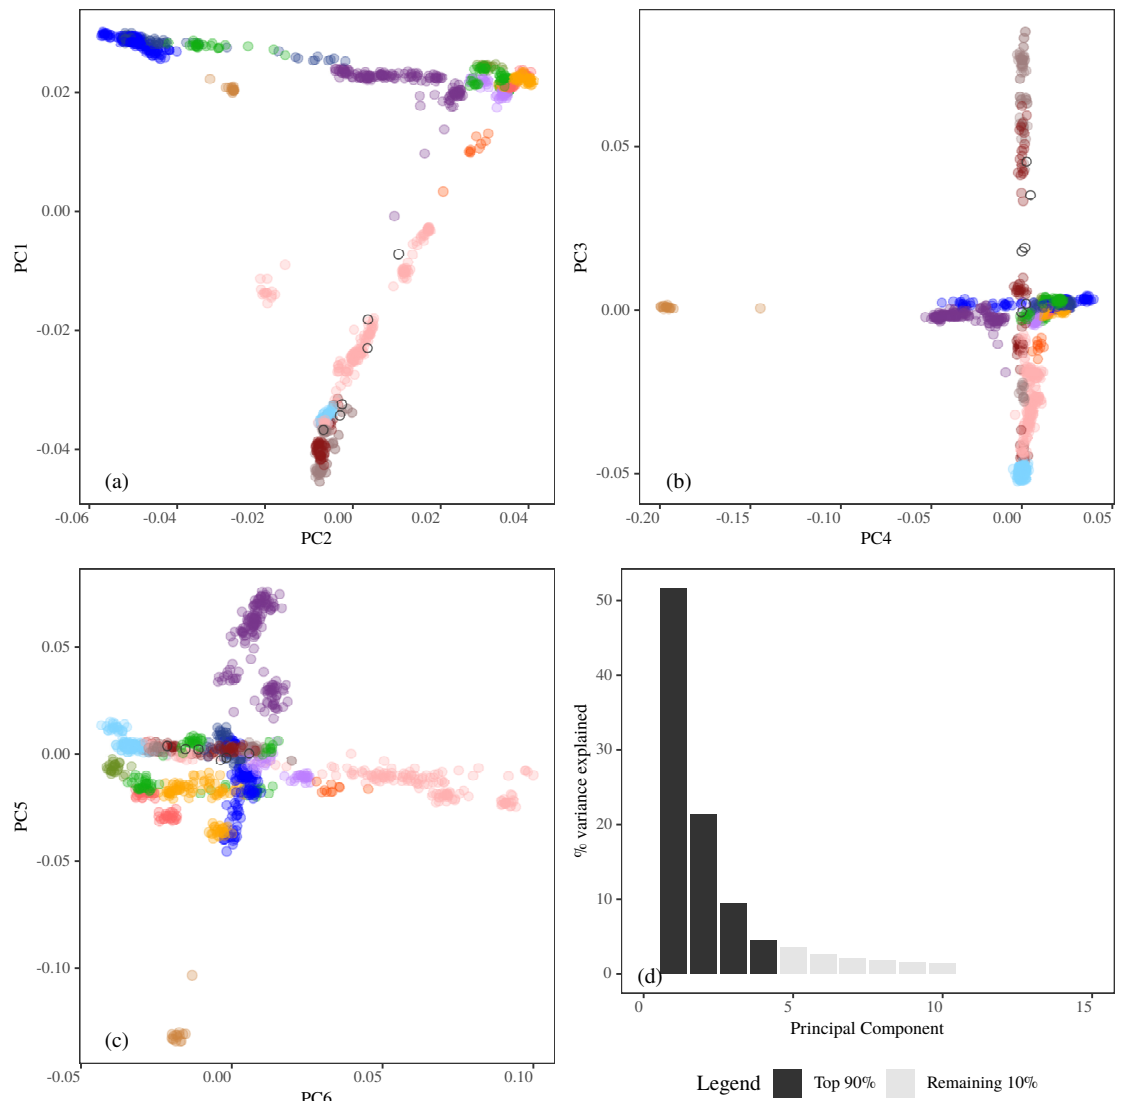 0.02
0.00
-0.02
-0.04
PC1
(a)
-0.06 -0.04 -0.02 0.00 0.02 0.04
PC2
0.05
0.00
-0.05
PC3
(b)
-0.20 -0.15 -0.10 -0.05 0.00 0.05
PC4
0.05
0.00
-0.05
-0.10
PC5
(c)
-0.05 0.00 0.05 0.10
PC6
50
40
30
20
10
0
% variance explained
(d)
0 5 10 15
Principal Component
Legend Top 90% Remaining 10%